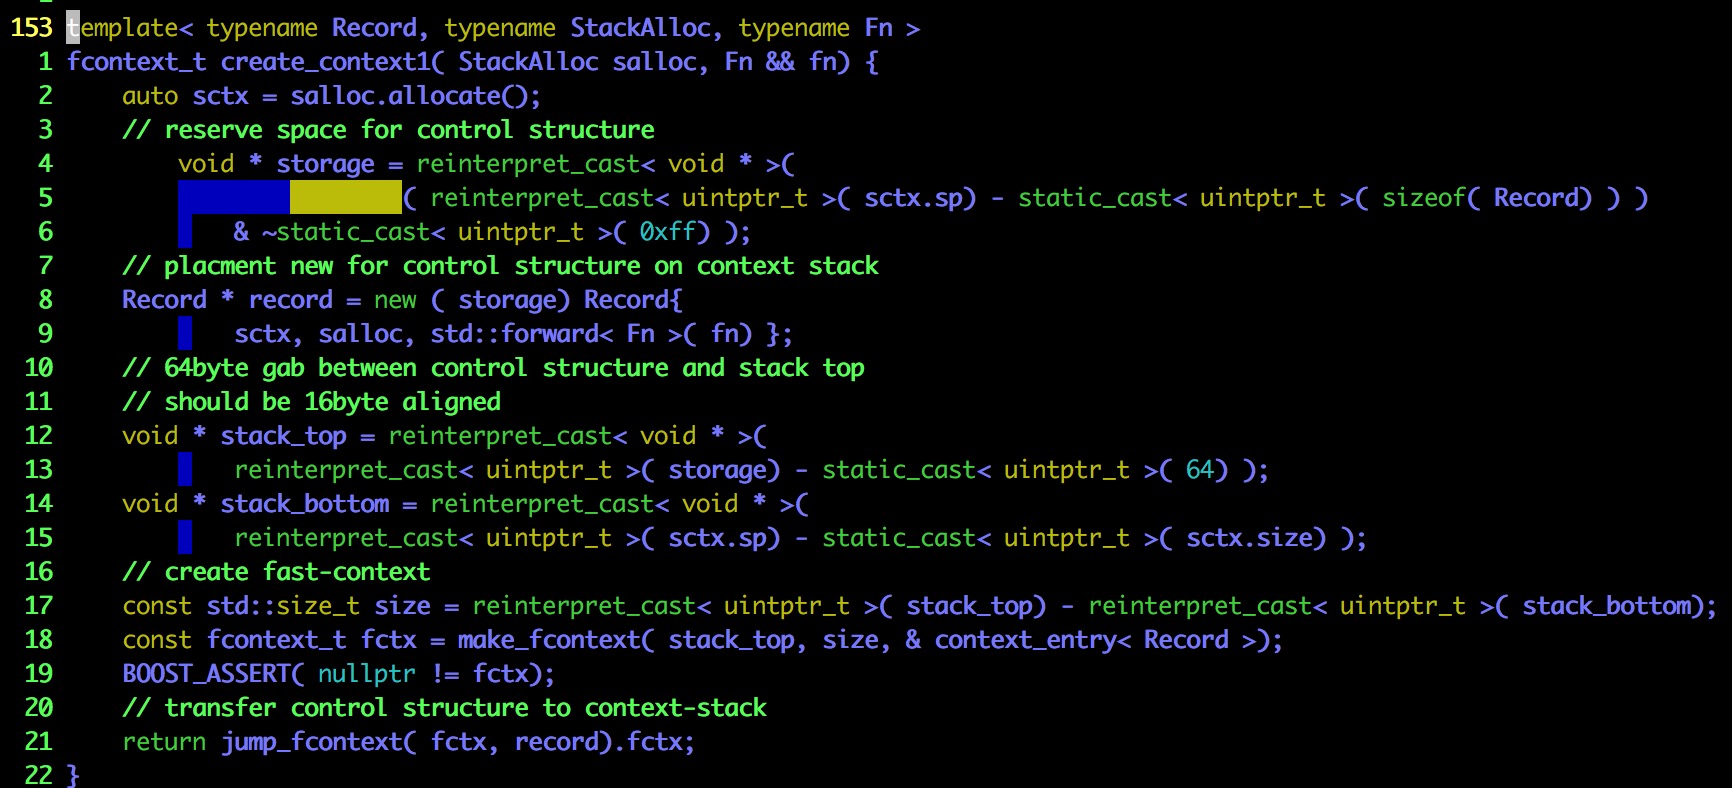 153 template< typename Record, typename StackAlloc, typename Fn >
1 fcontext_t create_context1( StackAlloc salloc, Fn && fn) {
2     auto sctx = salloc.allocate();
3     // reserve space for control structure
4         void * storage = reinterpret_cast< void * >(
5                         ( reinterpret_cast< uintptr_t >( sctx.sp) - static_cast< uintptr_t >( sizeof( Record) ) )
6             & ~static_cast< uintptr_t >( 0xff) );
7     // placment new for control structure on context stack
8     Record * record = new ( storage) Record{
9             sctx, salloc, std::forward< Fn >( fn) };
10     // 64byte gab between control structure and stack top
11     // should be 16byte aligned
12     void * stack_top = reinterpret_cast< void * >(
13             reinterpret_cast< uintptr_t >( storage) - static_cast< uintptr_t >( 64) );
14     void * stack_bottom = reinterpret_cast< void * >(
15             reinterpret_cast< uintptr_t >( sctx.sp) - static_cast< uintptr_t >( sctx.size) );
16     // create fast-context
17     const std::size_t size = reinterpret_cast< uintptr_t >( stack_top) - reinterpret_cast< uintptr_t >( stack_bottom);
18     const fcontext_t fctx = make_fcontext( stack_top, size, & context_entry< Record >);
19     BOOST_ASSERT( nullptr != fctx);
20     // transfer control structure to context-stack
21     return jump_fcontext( fctx, record).fctx;
22 }